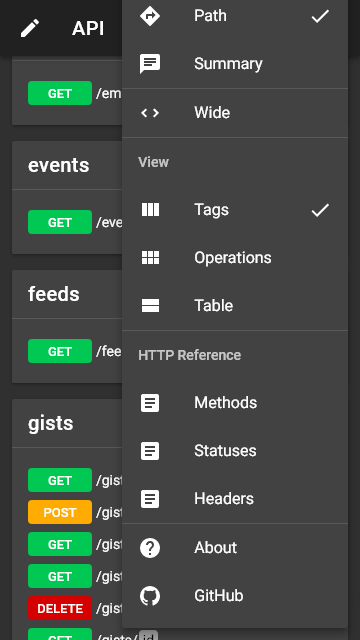 API
Path
Summary
GET /em
Wide
View
events
Tags
GET /eve
Operations
feeds
Table
GET /fee
HTTP Reference
Methods
gists
Statuses
GET /gist
Headers
POST /gist
GET /gist
About
GET /gist
DELETE /gist
GitHub
GET /gists/ id